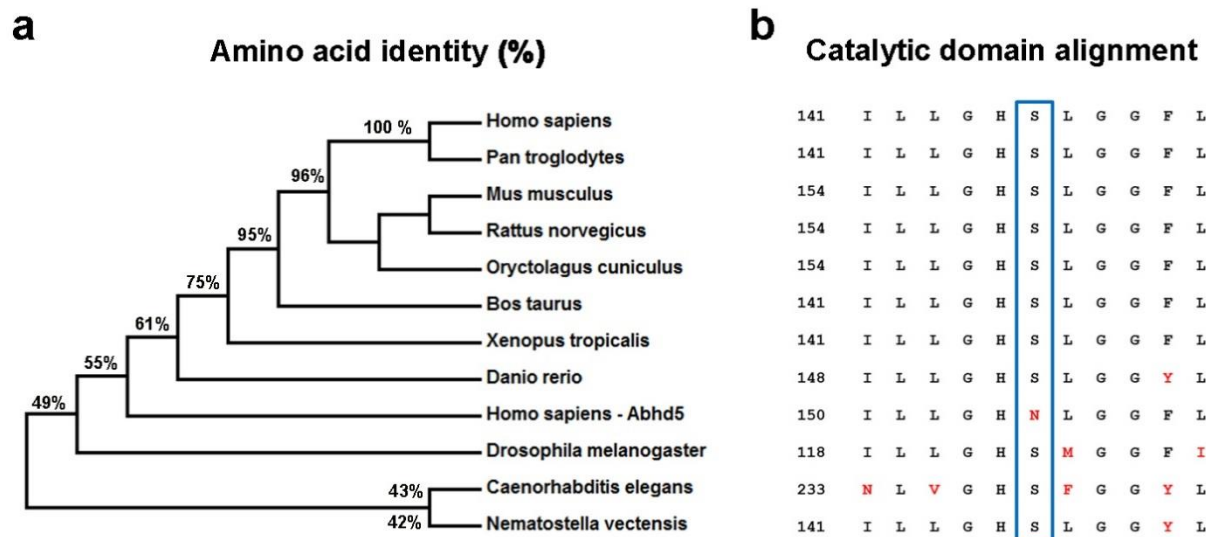 a
Amino acid identity (%)
100 %
96%
95%
75%
61%
55%
49%
43%
42%
Homo sapiens
Pan troglodytes
Mus musculus
Rattus norvegicus
Oryctolagus cuniculus
Bos taurus
Xenopus tropicalis
Danio rerio
Homo sapiens - Abhd5
Drosophila melanogaster
Caenorhabditis elegans
Nematostella vectensis
b
Catalytic domain alignment
141 I L L G H S L G G F L
141 I L L G H S L G G F L
154 I L L G H S L G G F L
154 I L L G H S L G G F L
154 I L L G H S L G G F L
141 I L L G H S L G G F L
141 I L L G H S L G G F L
148 I L L G H S L G G Y L
150 I L L G H N L G G F L
118 I L L G H S M G G F I
233 N L V G H S F G G Y L
141 I L L G H S L G G Y L